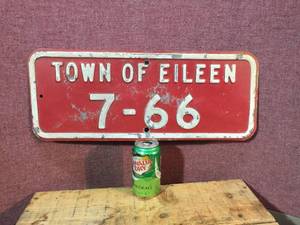 TOWN OF EILEEN
7-66
CANADA
DRY